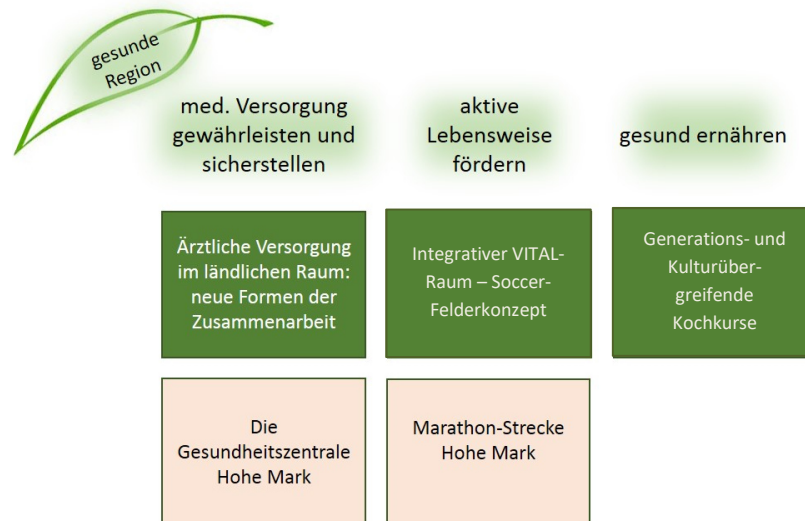 gesunde
Region
med. Versorgung
gewährleisten und
sicherstellen
aktive
Lebensweise
fördern
gesund ernähren
Ärztliche Versorgung
im ländlichen Raum:
neue Formen der
Zusammenarbeit
Integrativer VITAL-
Raum – Soccer-
Felderkonzept
Generations- und
Kulturüber-
greifende
Kochkurse
Die
Gesundheitszentrale
Hohe Mark
Marathon-Strecke
Hohe Mark